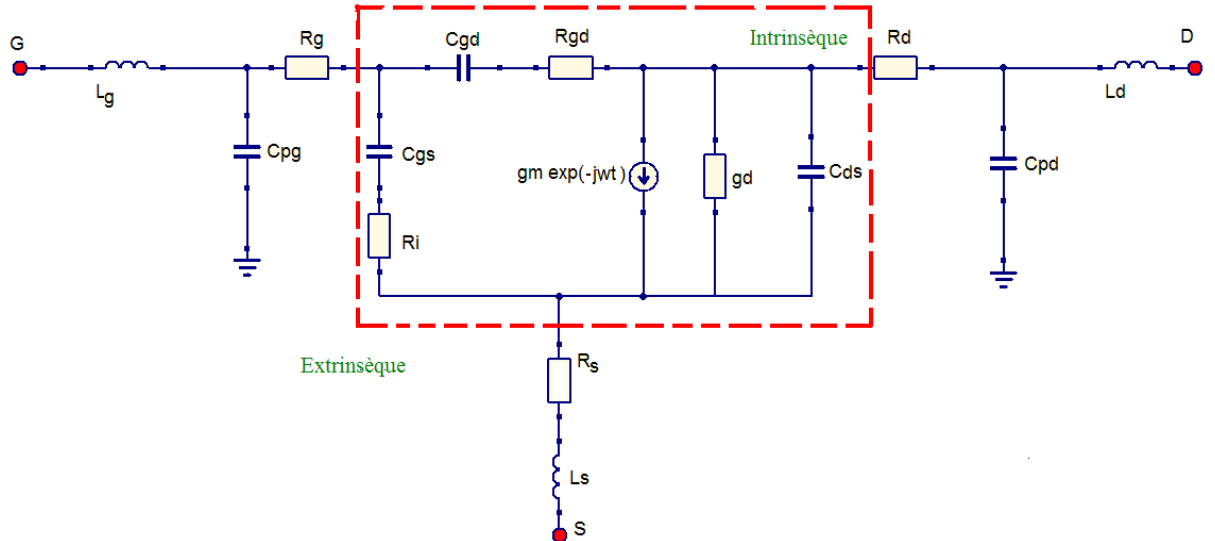 G
Lg
Rg
Cpg
Cgd
Rgd
Intrinsèque
Rd
D
Ld
Cgs
Ri
gm exp(-jwt)
gd
Cds
Cpd
Extrinsèque
Rs
Ls
S